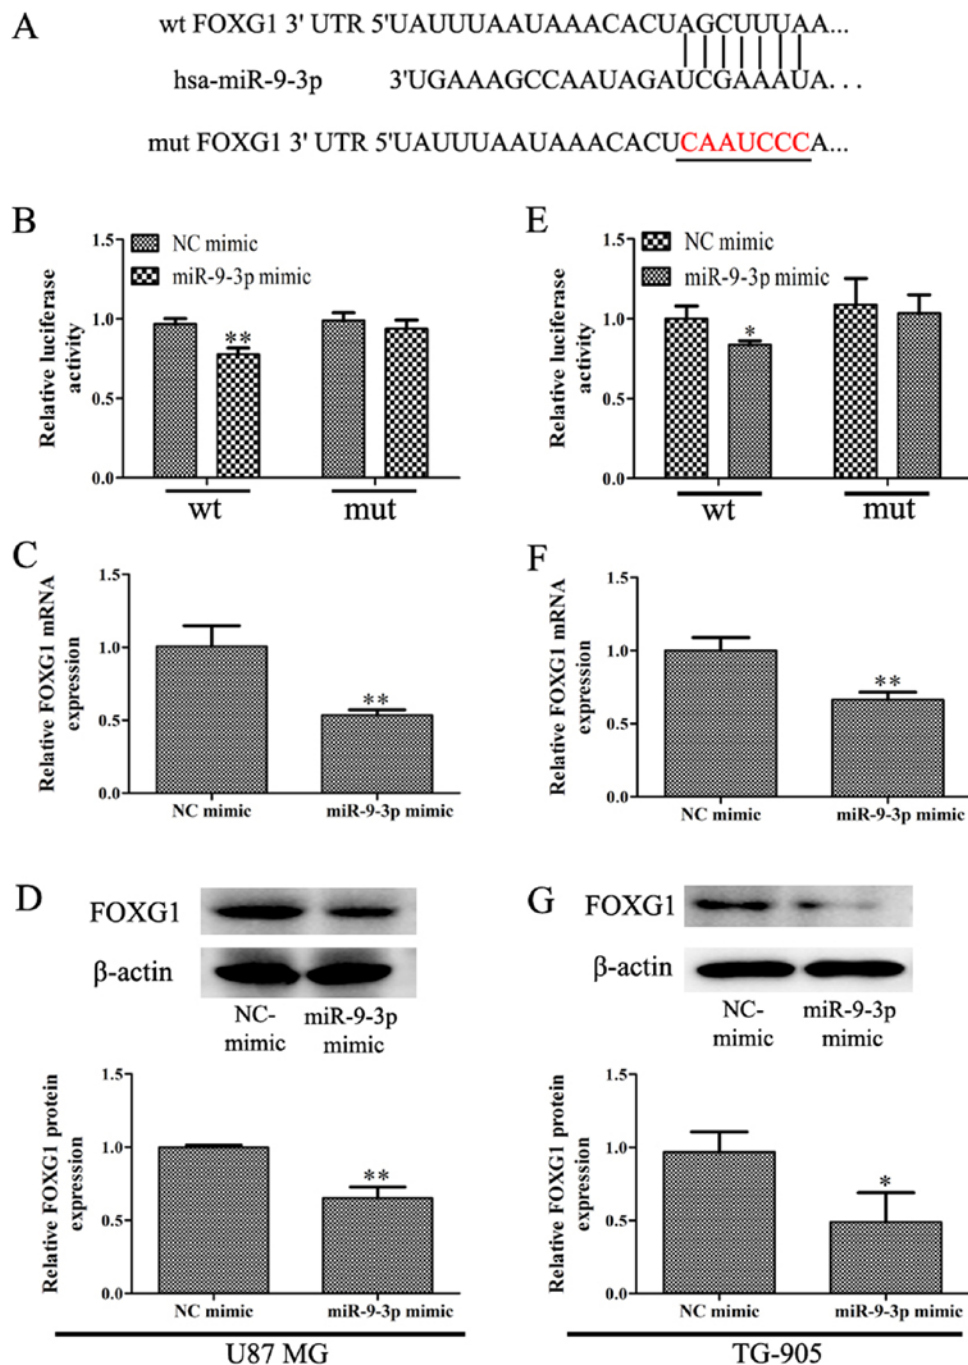 A
wt FOXG1 3' UTR 5'UAUUUAAUAAACACUAGCUUUAA...
hsa-miR-9-3p 3'UGAAAGCCAAUAGAUCGAAAUA...
mut FOXG1 3' UTR 5'UAUUUAAUAAACACUCAAUCCCA...
B
Relative luciferase
activity
1.5
1.0
0.5
0.0
NC mimic
miR-9-3p mimic
**
wt
mut
E
Relative luciferase
activity
1.5
1.0
0.5
0.0
NC mimic
miR-9-3p mimic
*
wt
mut
C
Relative FOXG1 mRNA
expression
1.5
1.0
0.5
0.0
**
NC mimic
miR-9-3p mimic
F
Relative FOXG1 mRNA
expression
1.5
1.0
0.5
0.0
**
NC mimic
miR-9-3p mimic
D
FOXG1
β-actin
NC-
mimic
miR-9-3p
mimic
Relative FOXG1 protein
expression
1.5
1.0
0.5
0.0
**
NC mimic
miR-9-3p mimic
U87 MG
G
FOXG1
β-actin
NC-
mimic
miR-9-3p
mimic
Relative FOXG1 protein
expression
1.5
1.0
0.5
0.0
*
NC mimic
miR-9-3p mimic
TG-905